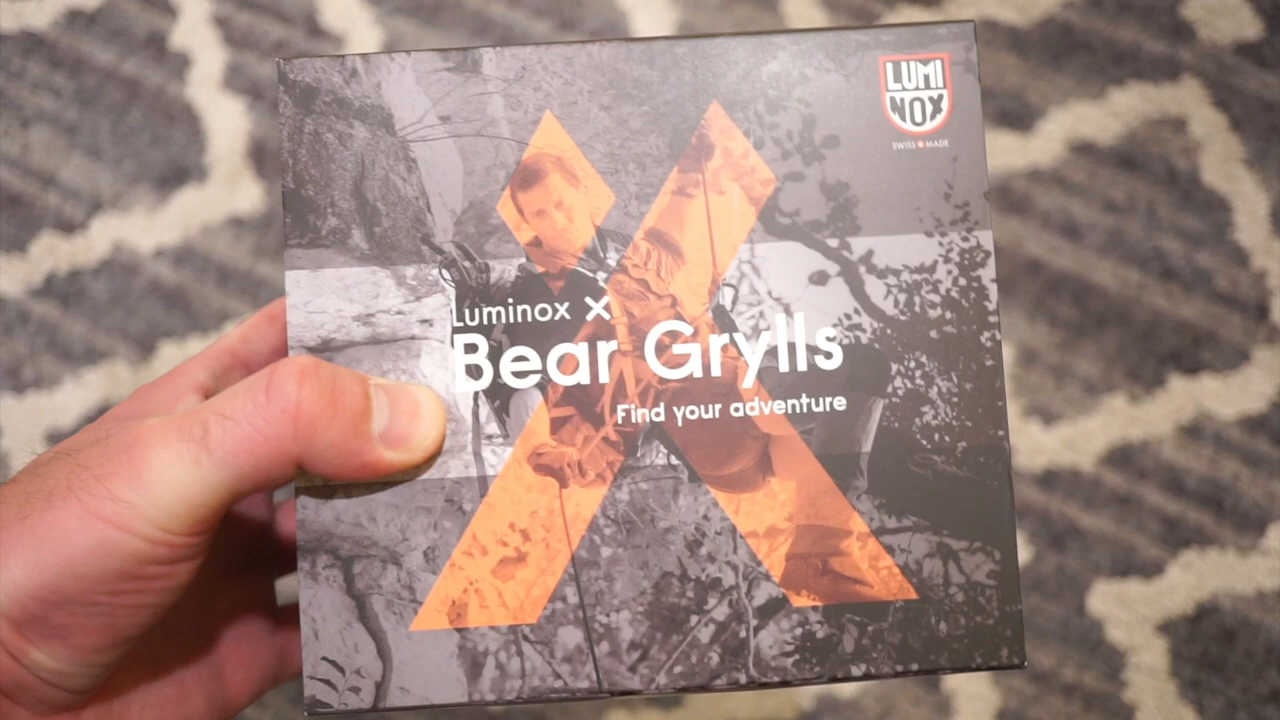 LUMI
NOX
SWISS MADE
Luminox X
Bear Grylls
Find your adventure